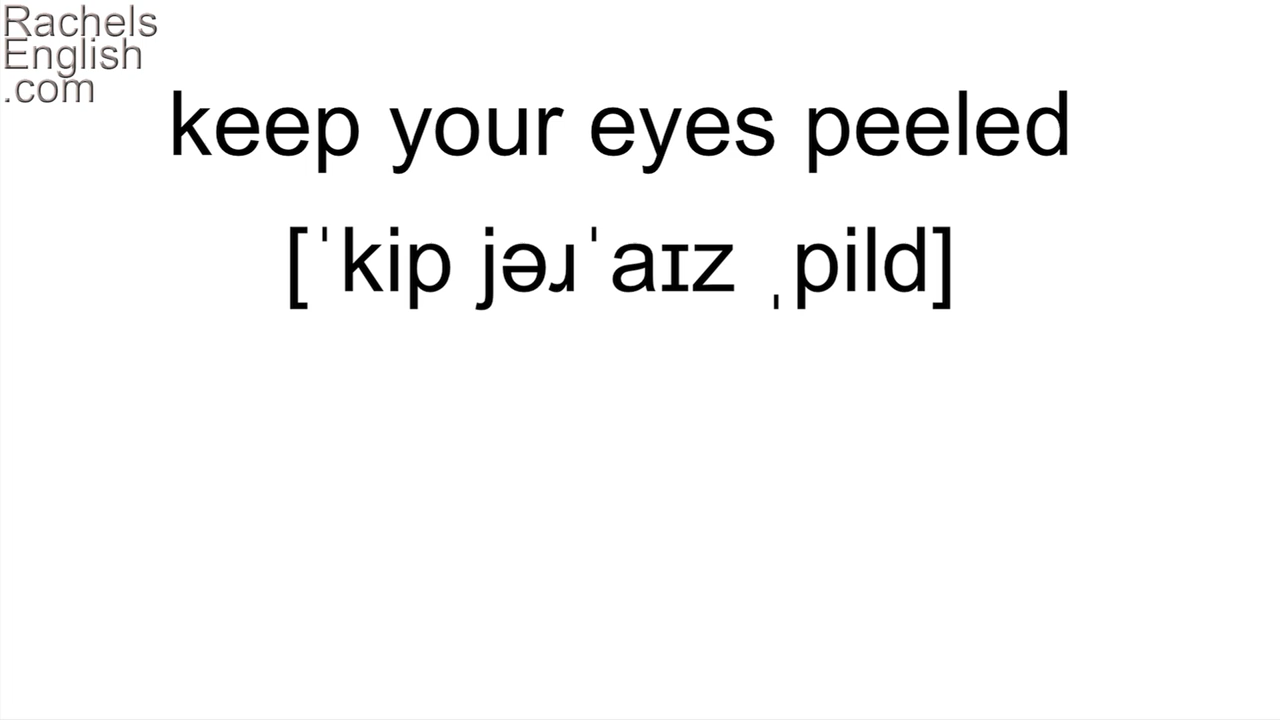 Rachels
English
.com
keep your eyes peeled
[ˈkip jəɹˈaɪz ˌpild]